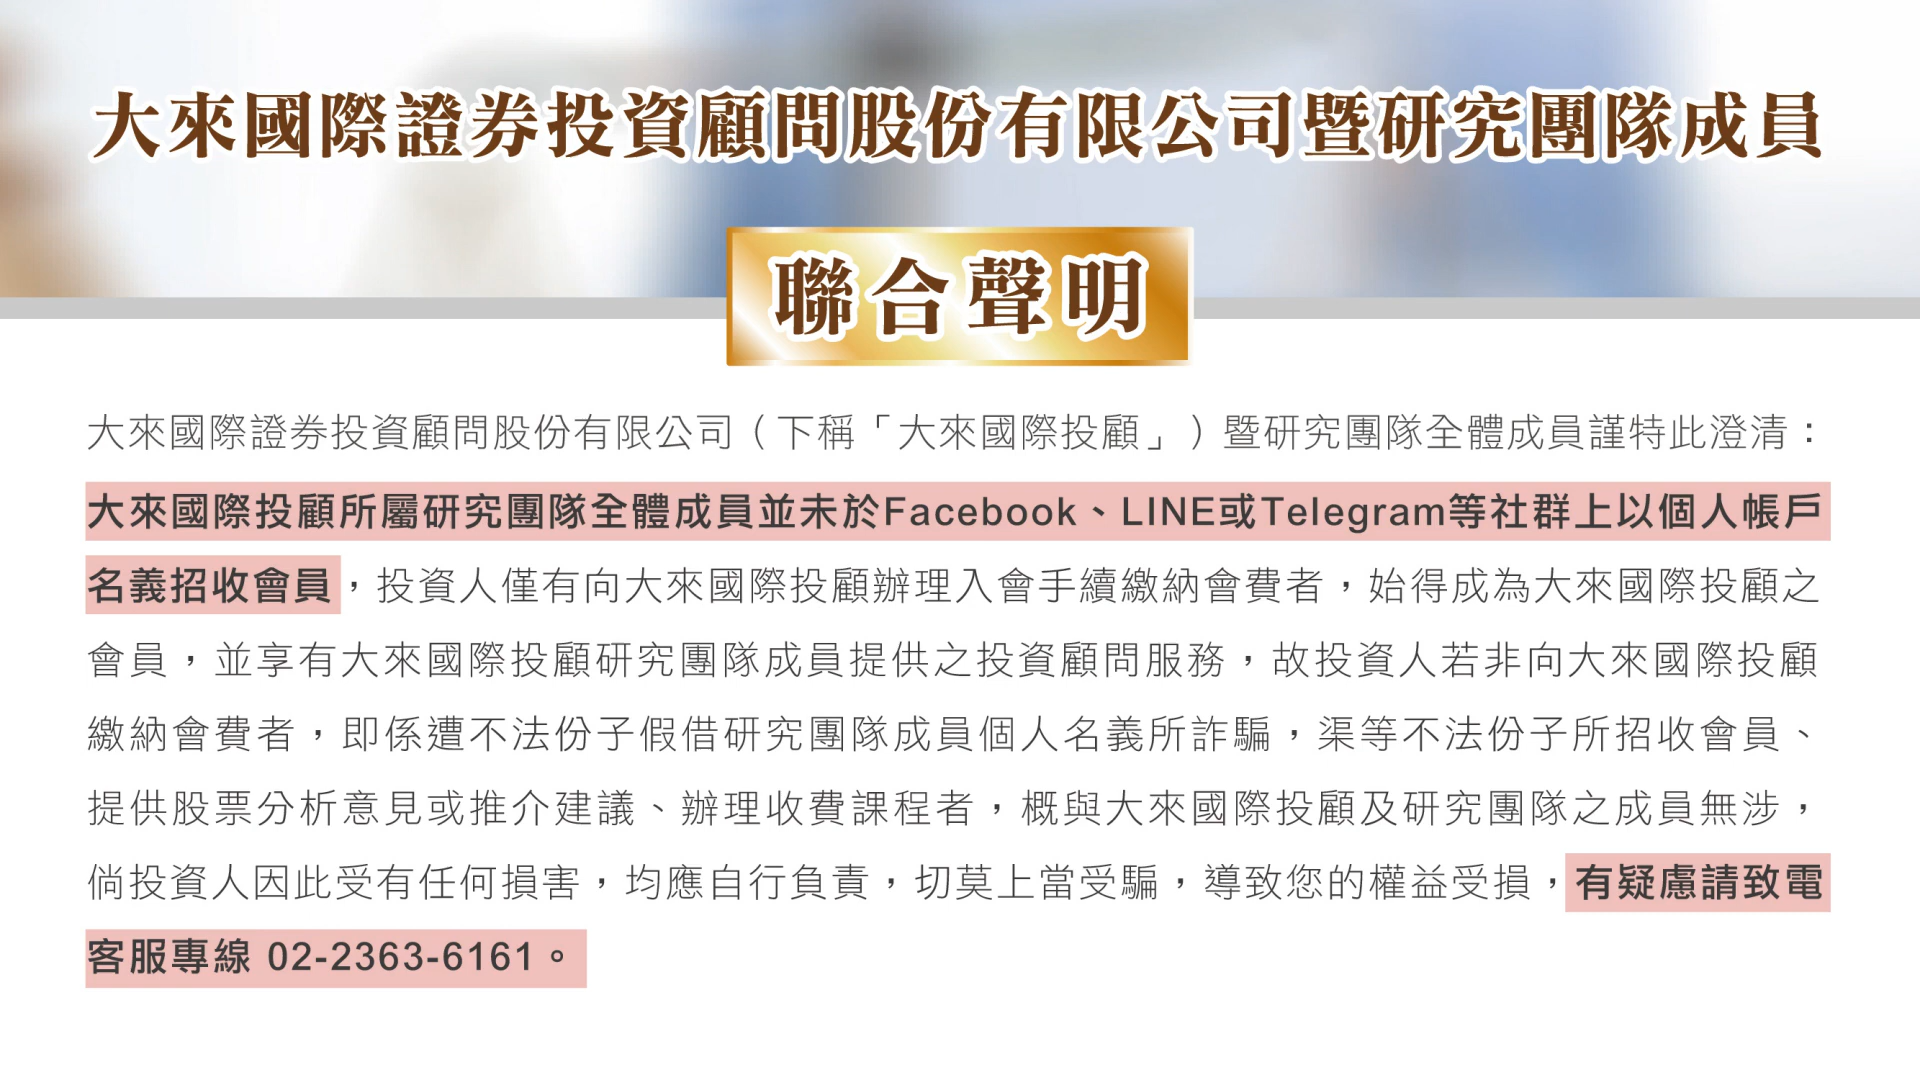 大來國際證券投資顧問股份有限公司暨研究團隊成員
聯合聲明
大來國際證券投資顧問股份有限公司（下稱「大來國際投顧」）暨研究團隊全體成員謹特此澄清：
大來國際投顧所屬研究團隊全體成員並未於Facebook、LINE或Telegram等社群上以個人帳戶
名義招收會員，投資人僅有向大來國際投顧辦理入會手續繳納會費者，始得成為大來國際投顧之
會員，並享有大來國際投顧研究團隊成員提供之投資顧問服務，故投資人若非向大來國際投顧
繳納會費者，即係遭不法份子假借研究團隊成員個人名義所詐騙，渠等不法份子所招收會員、
提供股票分析意見或推介建議、辦理收費課程者，概與大來國際投顧及研究團隊之成員無涉，
倘投資人因此受有任何損害，均應自行負責，切莫上當受騙，導致您的權益受損，有疑慮請致電
客服專線 02-2363-6161。